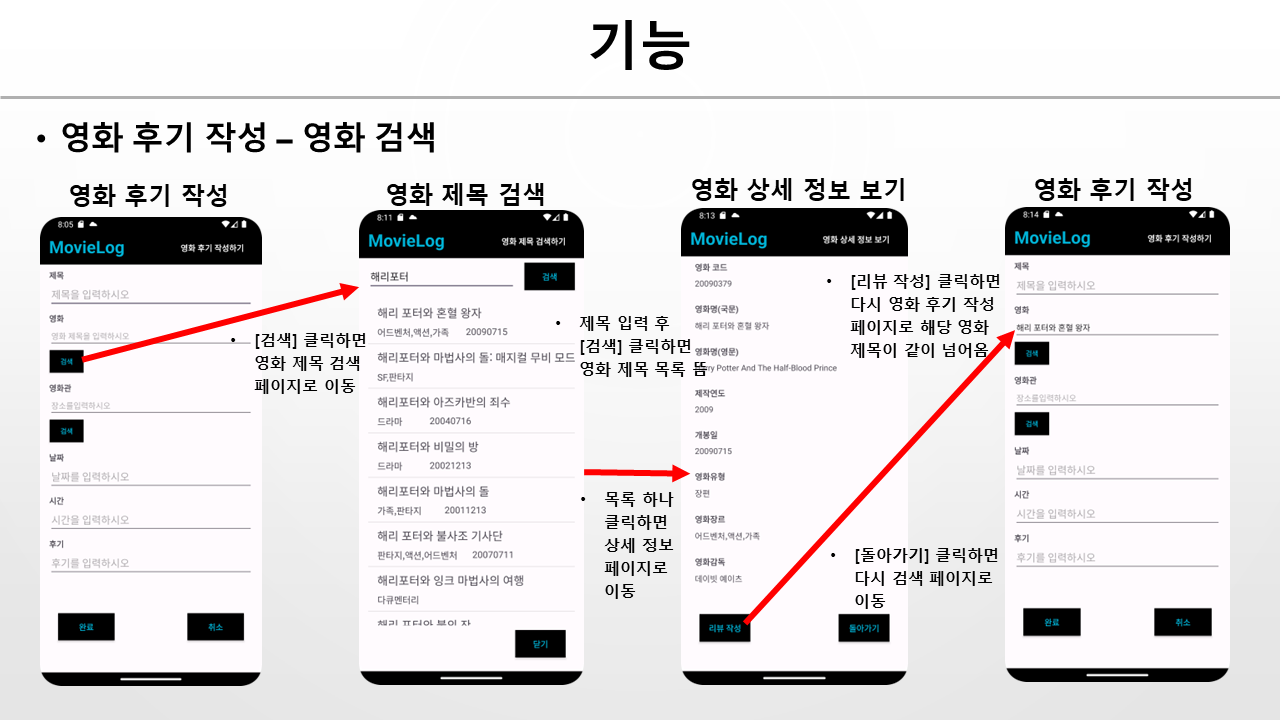 기능
• 영화 후기 작성 – 영화 검색
영화 후기 작성
8:05
MovieLog
영화 후기 작성하기
제목
제목을 입력하시오
영화
영화 제목을 입력하시오
검색
영화관
장소를입력하시오
검색
날짜
날짜를 입력하시오
시간
시간을 입력하시오
후기
후기를 입력하시오
완료
취소
• [검색] 클릭하면
영화 제목 검색
페이지로 이동
영화 제목 검색
8:11
MovieLog
영화 제목 검색하기
해리포터
검색
해리 포터와 혼혈 왕자
어드벤처,액션,가족 20090715
해리포터와 마법사의 돌: 매지컬 무비 모드
SF,판타지
해리포터와 아즈카반의 죄수
드라마 20040716
해리포터와 비밀의 방
드라마 20021213
해리포터와 마법사의 돌
가족,판타지 20011213
해리 포터와 불사조 기사단
판타지,액션,어드벤처 20070711
해리포터와 잉크 마법사의 여행
다큐멘터리
해리 포터와 불의 잔
닫기
• 제목 입력 후
[검색] 클릭하면
영화 제목 목록 뜸
• 목록 하나
클릭하면
상세 정보
페이지로
이동
영화 상세 정보 보기
8:13
MovieLog
영화 상세 정보 보기
영화 코드
20090379
영화명(국문)
해리 포터와 혼혈 왕자
영화명(영문)
Potter And The Half-Blood Prince
제작연도
2009
개봉일
20090715
영화유형
장편
영화장르
어드벤처,액션,가족
영화감독
데이빗 예이츠
리뷰 작성
돌아가기
• [리뷰 작성] 클릭하면
다시 영화 후기 작성
페이지로 해당 영화
제목이 같이 넘어옴
• [돌아가기] 클릭하면
다시 검색 페이지로
이동
영화 후기 작성
8:14
MovieLog
영화 후기 작성하기
제목
제목을 입력하시오
영화
해리 포터와 혼혈 왕자
검색
영화관
장소를입력하시오
검색
날짜
날짜를 입력하시오
시간
시간을 입력하시오
후기
후기를 입력하시오
완료
취소